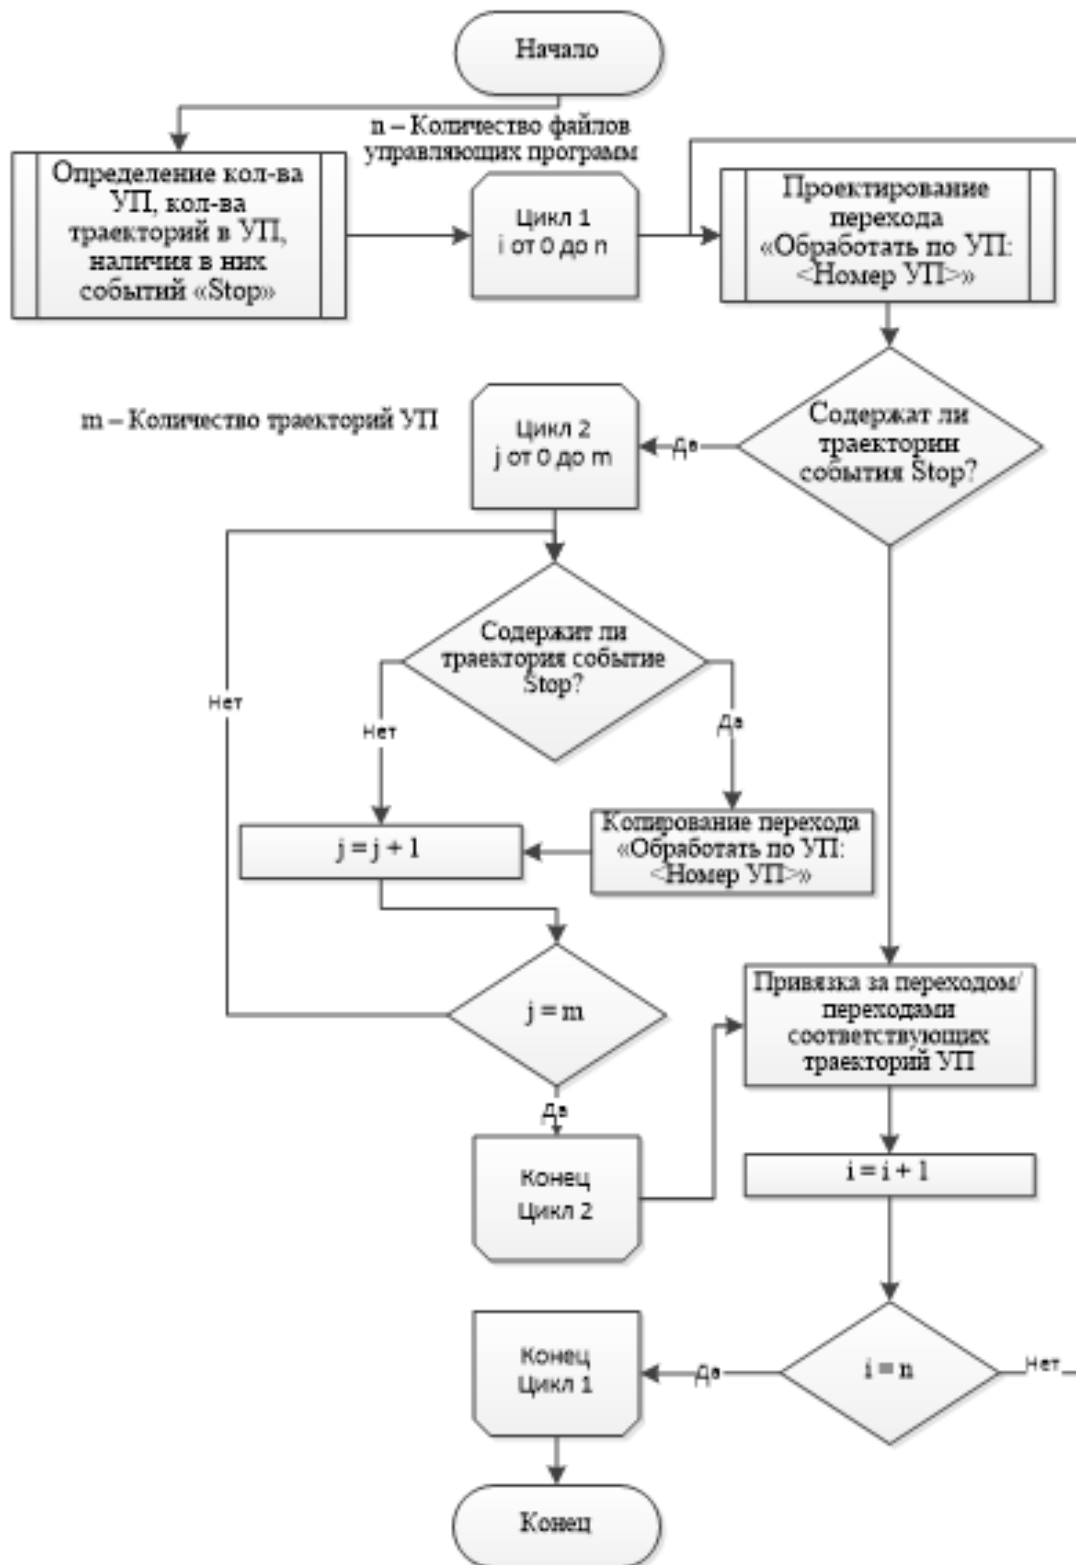 Начало
n – Количество файлов
управляющих программ
Определение кол-ва
УП, кол-ва
траекторий в УП,
наличия в них
событий «Stop»
Цикл 1
i от 0 до n
Проектирование
перехода
«Обработать по УП:
<Номер УП>»
m – Количество траекторий УП
Цикл 2
j от 0 до m
Да
Содержат ли
траектории
события Stop?
Содержит ли
траектория событие
Stop?
Нет
Нет
Да
j = j + 1
Копирование перехода
«Обработать по УП:
<Номер УП>»
j = m
Да
Привязка за переходом/
переходами
соответствующих
траекторий УП
Конец
Цикл 2
i = i + 1
Конец
Цикл 1
Да
i = n
Нет
Конец